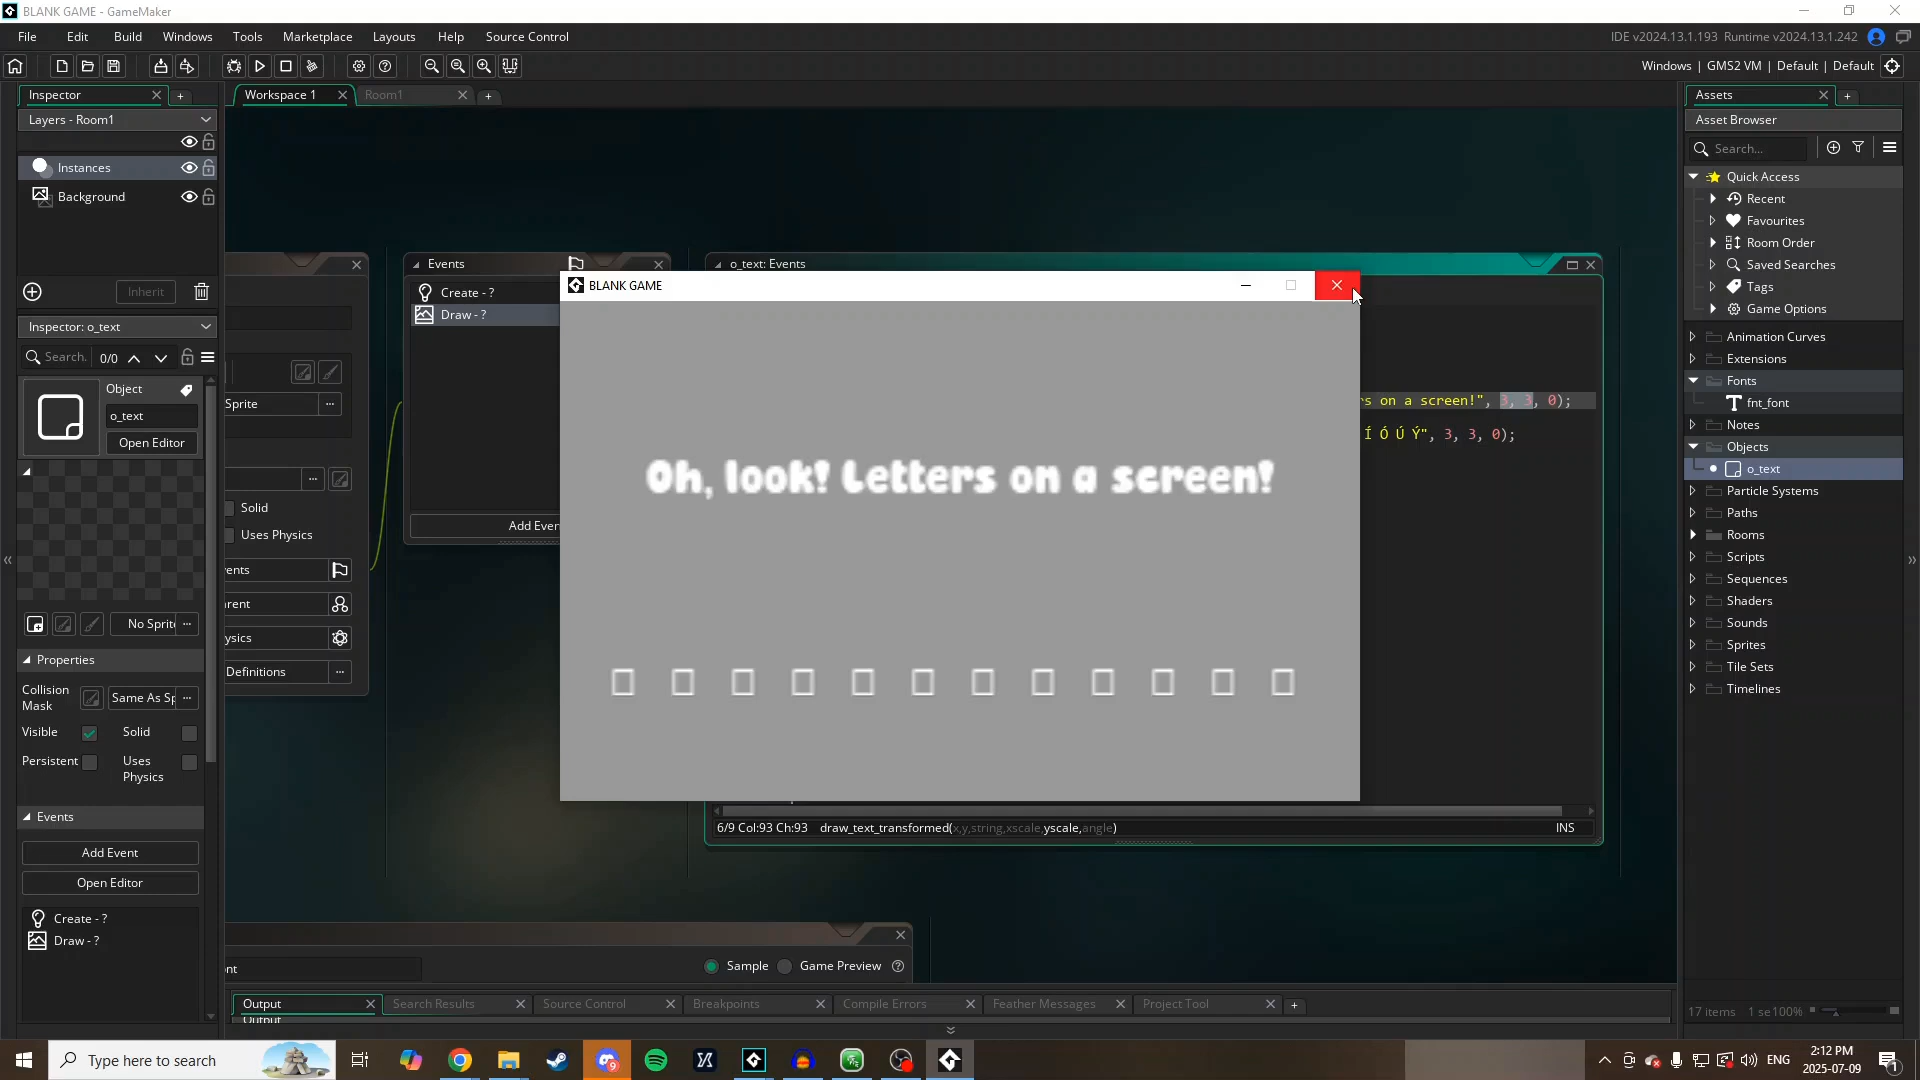 BLANK GAME - GameMaker
File Edit Build Windows Tools Marketplace Layouts Help Source Control
IDE v2024.13.1.193 Runtime v2024.13.1.242
Windows | GMS2 VM | Default | Default
Inspector
Workspace 1
Room1
Assets
Layers - Room1
Asset Browser
Search...
Instances
Background
Inherit
Inspector: o_text
Search. 0/0
Object
o_text
Open Editor
No Sprit
Properties
Collision Mask
Same As Sp
Visible
Solid
Persistent
Uses Physics
Events
Add Event
Open Editor
Create - ?
Draw - ?
Sprite
Solid
Uses Physics
Definitions
Events
Create - ?
Draw - ?
Add Even
o_text: Events
BLANK GAME
Oh, look! Letters on a screen!
s on a screen!", 3, 3, 0);
Í Ó Ú Ý", 3, 3, 0);
6/9 Col:93 Ch:93 draw_text_transformed(x,y,string,xscale,yscale,angle)
INS
Sample
Game Preview
Output
Search Results
Source Control
Breakpoints
Compile Errors
Feather Messages
Project Tool
Output
Quick Access
Recent
Favourites
Room Order
Saved Searches
Tags
Game Options
Animation Curves
Extensions
Fonts
fnt_font
Notes
Objects
o_text
Particle Systems
Paths
Rooms
Scripts
Sequences
Shaders
Sounds
Sprites
Tile Sets
Timelines
17 items 1 se100%
Type here to search
9
ENG
2:12 PM
2025-07-09
1